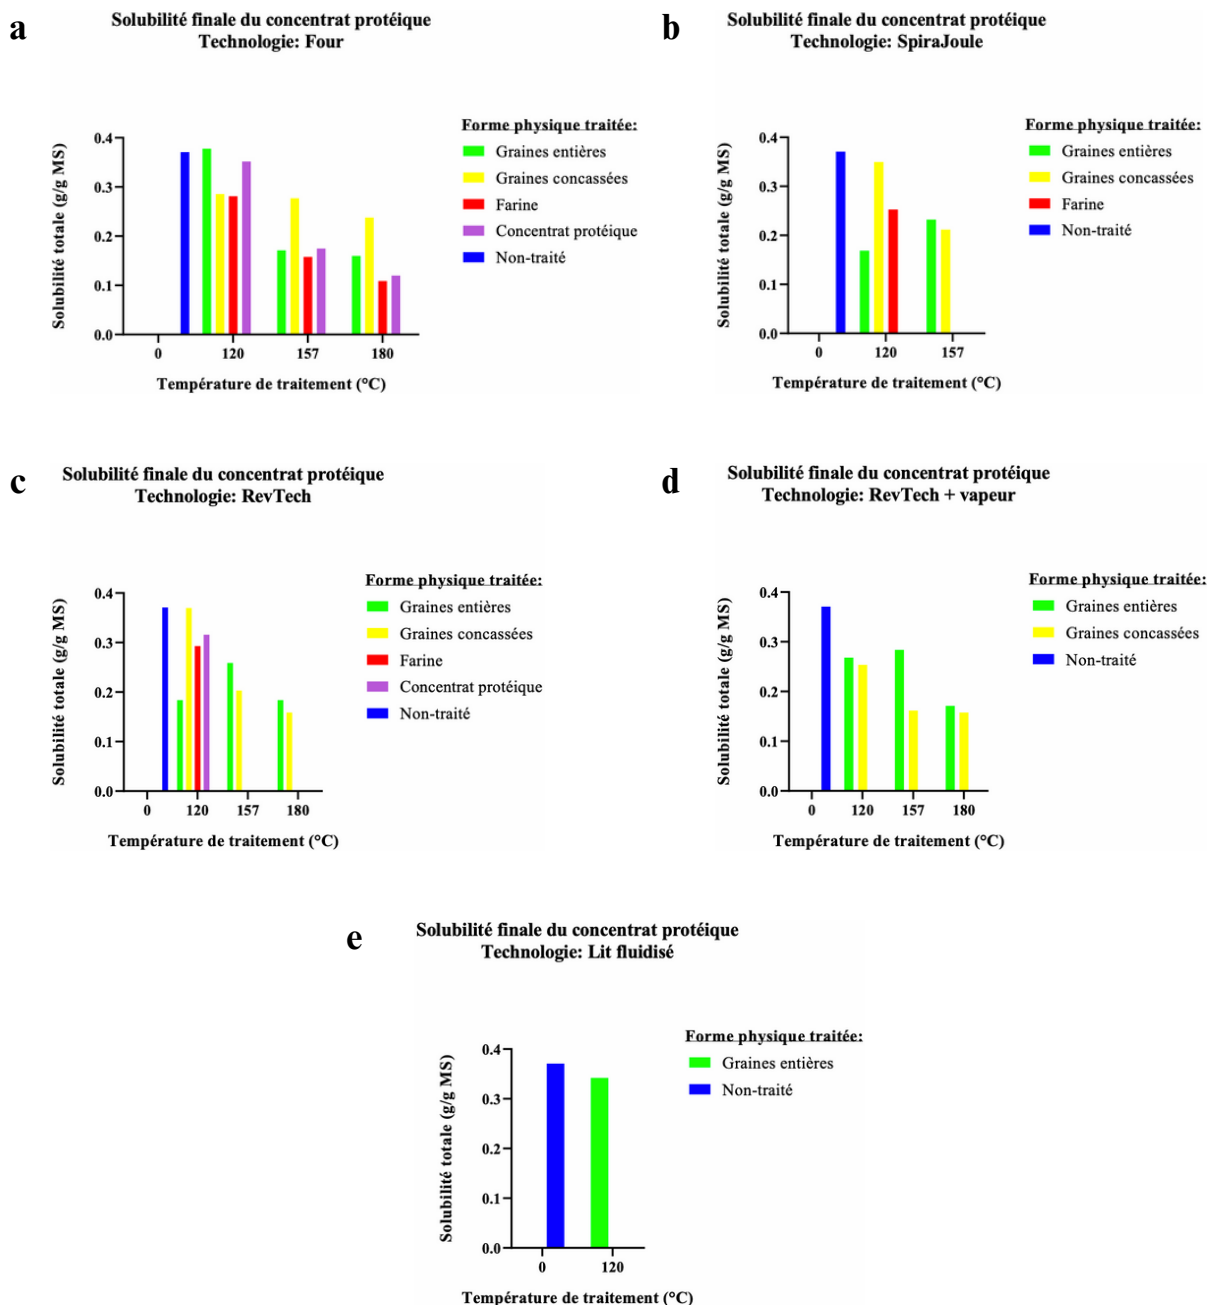 a
Solubilité finale du concentrat protéique
Technologie: Four
Solubilité totale (g/g MS)
0.4
0.3
0.2
0.1
0.0
0
120
157
180
Température de traitement (°C)
Forme physique traitée:
Graines entières
Graines concassées
Farine
Concentrat protéique
Non-traité
b
Solubilité finale du concentrat protéique
Technologie: SpiraJoule
Solubilité totale (g/g MS)
0.4
0.3
0.2
0.1
0.0
0
120
157
Température de traitement (°C)
Forme physique traitée:
Graines entières
Graines concassées
Farine
Non-traité
c
Solubilité finale du concentrat protéique
Technologie: RevTech
Solubilité totale (g/g MS)
0.4
0.3
0.2
0.1
0.0
0
120
157
180
Température de traitement (°C)
Forme physique traitée:
Graines entières
Graines concassées
Farine
Concentrat protéique
Non-traité
d
Solubilité finale du concentrat protéique
Technologie: RevTech + vapeur
Solubilité totale (g/g MS)
0.4
0.3
0.2
0.1
0.0
0
120
157
180
Température de traitement (°C)
Forme physique traitée:
Graines entières
Graines concassées
Non-traité
e
Solubilité finale du concentrat protéique
Technologie: Lit fluidisé
Solubilité totale (g/g MS)
0.4
0.3
0.2
0.1
0.0
0
120
Température de traitement (°C)
Forme physique traitée:
Graines entières
Non-traité